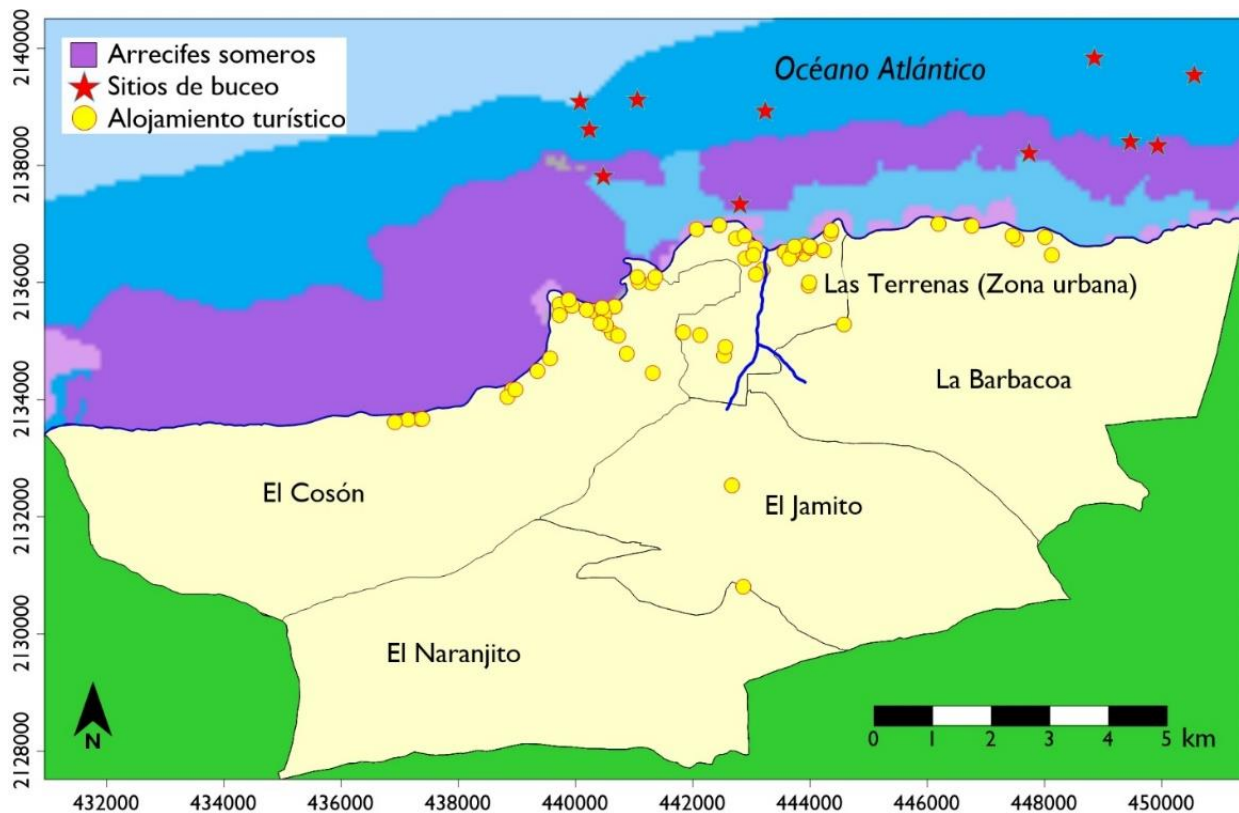 Arrecifes someros
Sitios de buceo
Alojamiento turístico
Océano Atlántico
Las Terrenas (Zona urbana)
La Barbacoa
El Cosón
El Jamito
El Naranjito
N
0 1 2 3 4 5 km
2140000
2138000
2136000
2134000
2132000
2130000
2128000
432000 434000 436000 438000 440000 442000 444000 446000 448000 450000